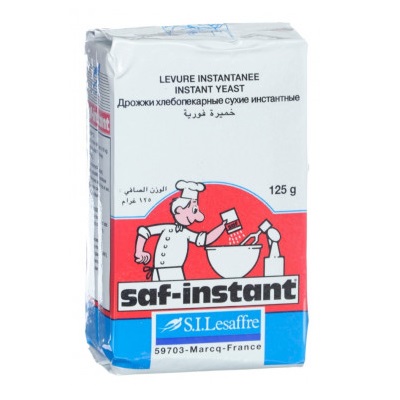 LEVURE INSTANTANEE
INSTANT YEAST
Дрожжи хлебопекарные сухие инстантные
خميرة فورية
الوزن الصافي
١٢٥ غرام
125 g
saf-instant®
S.I.Lesaffre
59703-Marcq-France